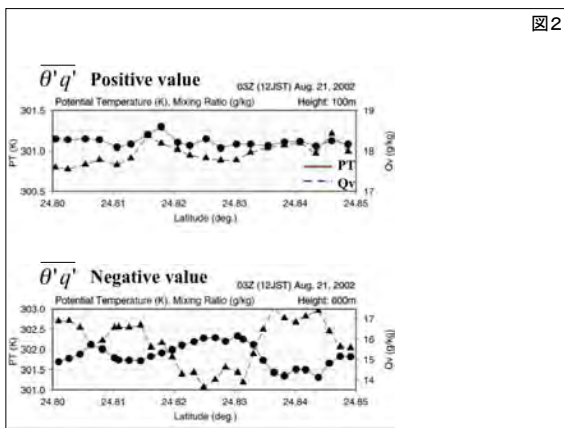 図2
θ'q' Positive value
03Z (12JST) Aug. 21, 2002
Potential Temperature (K), Mixing Ratio (g/kg) Height: 100m
301.5
301.0
300.5
PT (K)
19
18
17
Qv (g/kg)
PT
Qv
24.80 24.81 24.82 24.83 24.84 24.85
Latitude (deg.)
θ'q' Negative value
03Z (12JST) Aug. 21, 2002
Potential Temperature (K), Mixing Ratio (g/kg) Height: 600m
303.0
302.5
302.0
301.5
301.0
PT (K)
17
16
15
14
Qv (g/kg)
24.80 24.81 24.82 24.83 24.84 24.85
Latitude (deg.)